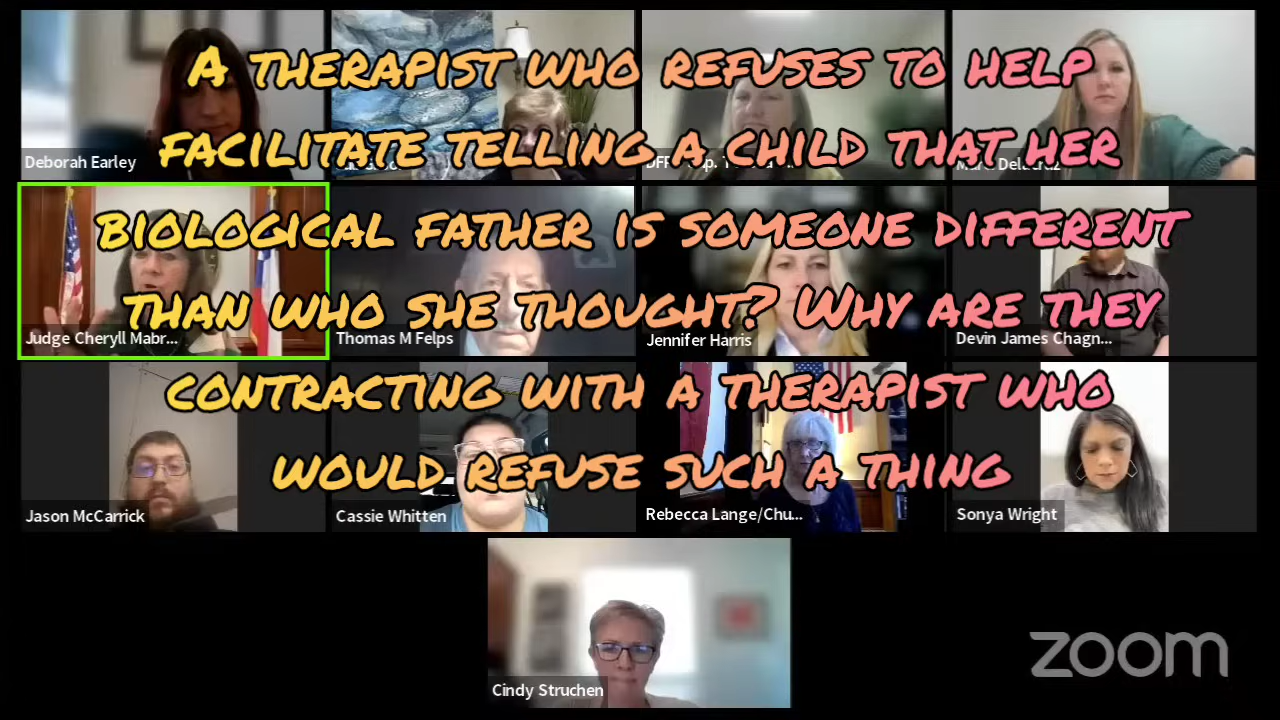 A THERAPIST WHO REFUSES TO HELP
FACILITATE TELLING A CHILD THAT HER
BIOLOGICAL FATHER IS SOMEONE DIFFERENT
THAN WHO SHE THOUGHT? WHY ARE THEY
CONTRACTING WITH A THERAPIST WHO
WOULD REFUSE SUCH A THING
Deborah Earley
Judge Cheryll Mabr...
Thomas M Felps
Jennifer Harris
Devin James Chagn...
Jason McCarrick
Cassie Whitten
Rebecca Lange/Chu...
Sonya Wright
Cindy Struchen
zoom